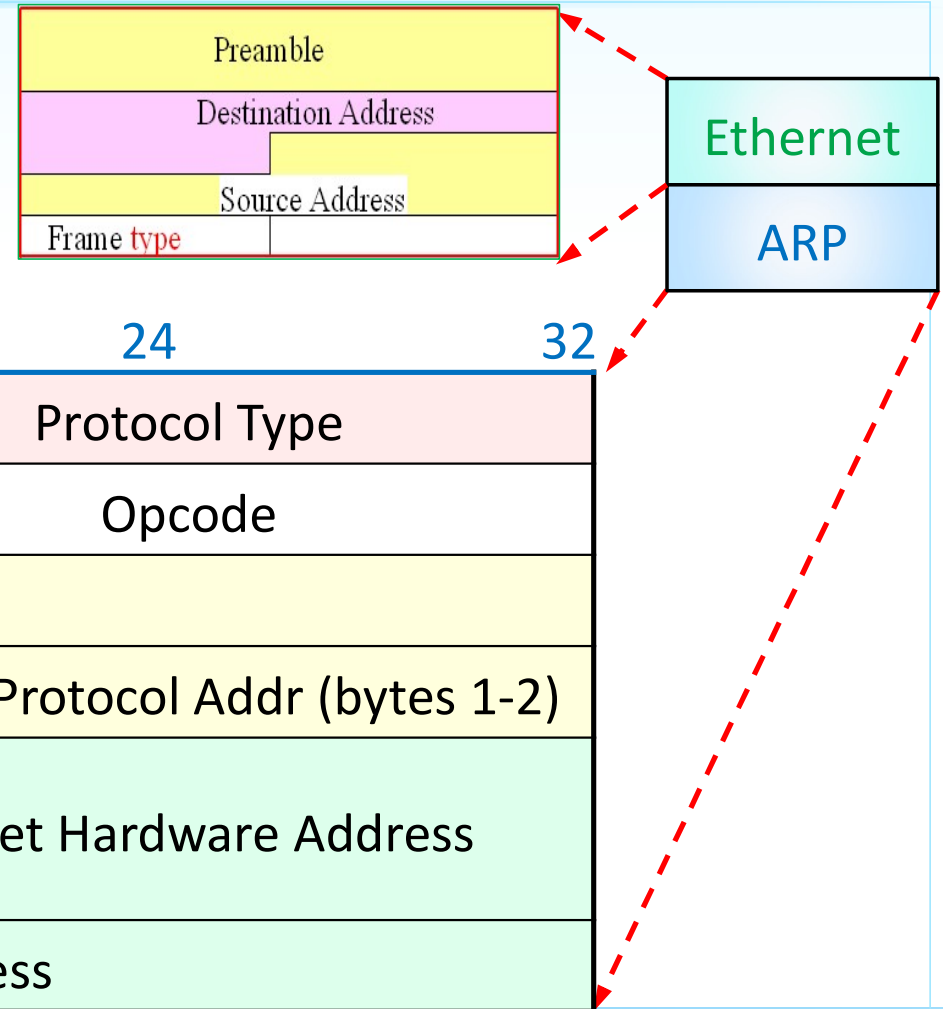 Preamble
Destination Address
Source Address
Frame type
Ethernet
ARP
24 32
Protocol Type
Opcode
Protocol Addr (bytes 1-2)
et Hardware Address
ess